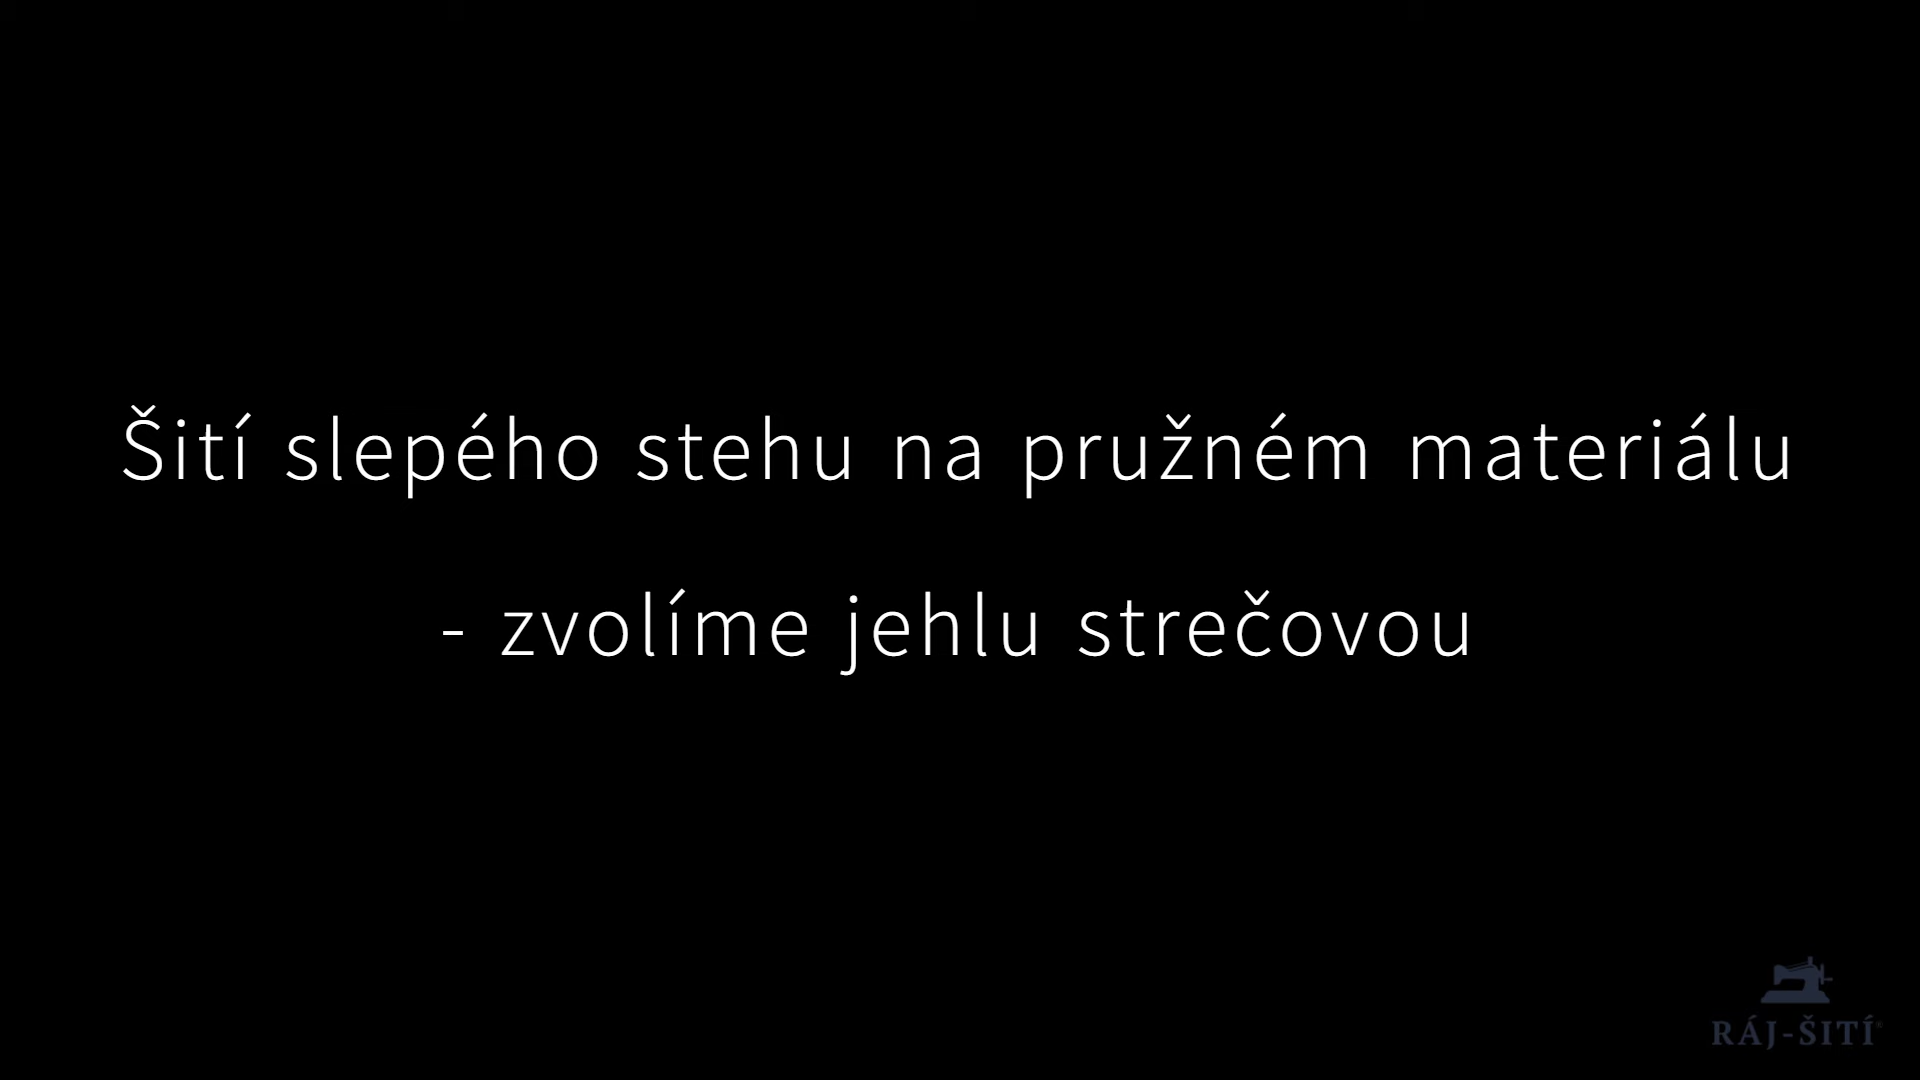 Šití slepého stehu na pružném materiálu
- zvolíme jehlu strečovou
RÁJ-ŠITÍ